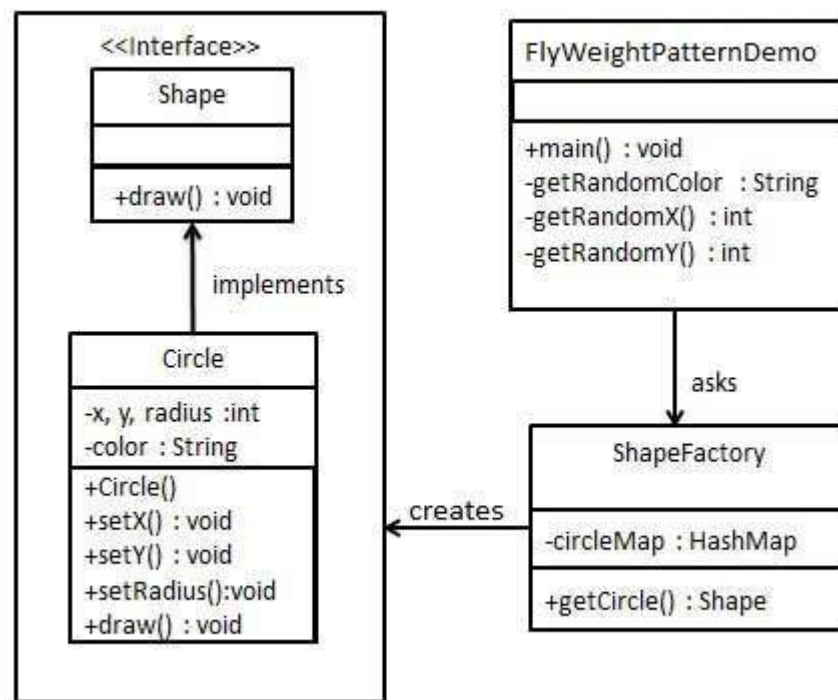 <<Interface>>
Shape
+draw() : void
implements
Circle
-x, y, radius :int
-color : String
+Circle()
+setX() : void
+setY() : void
+setRadius():void
+draw() : void
FlyWeightPatternDemo
+main() : void
-getRandomColor : String
-getRandomX() : int
-getRandomY() : int
asks
ShapeFactory
-circleMap : HashMap
+getCircle() : Shape
creates